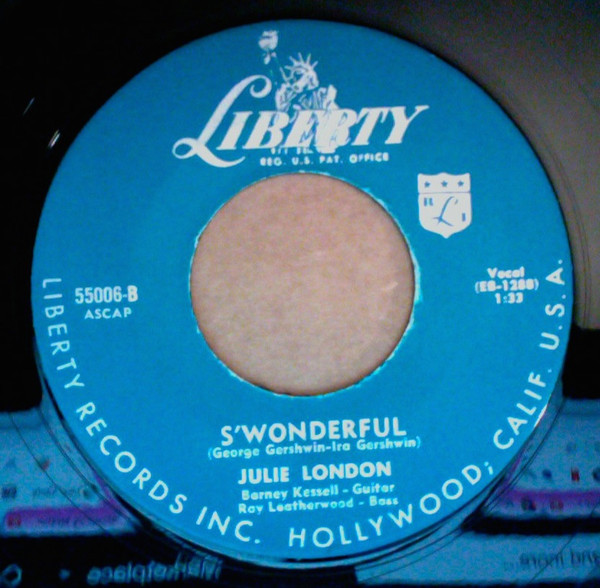 LIBERTY
REG. U.S. PAT. OFFICE
55006-B
ASCAP
Vocal
(EB-1288)
1:33
S'WONDERFUL
(George Gershwin-Ira Gershwin)
JULIE LONDON
Barney Kessell - Guitar
Ray Leatherwood - Bass
LIBERTY RECORDS INC. HOLLYWOOD; CALIF. U.S.A.